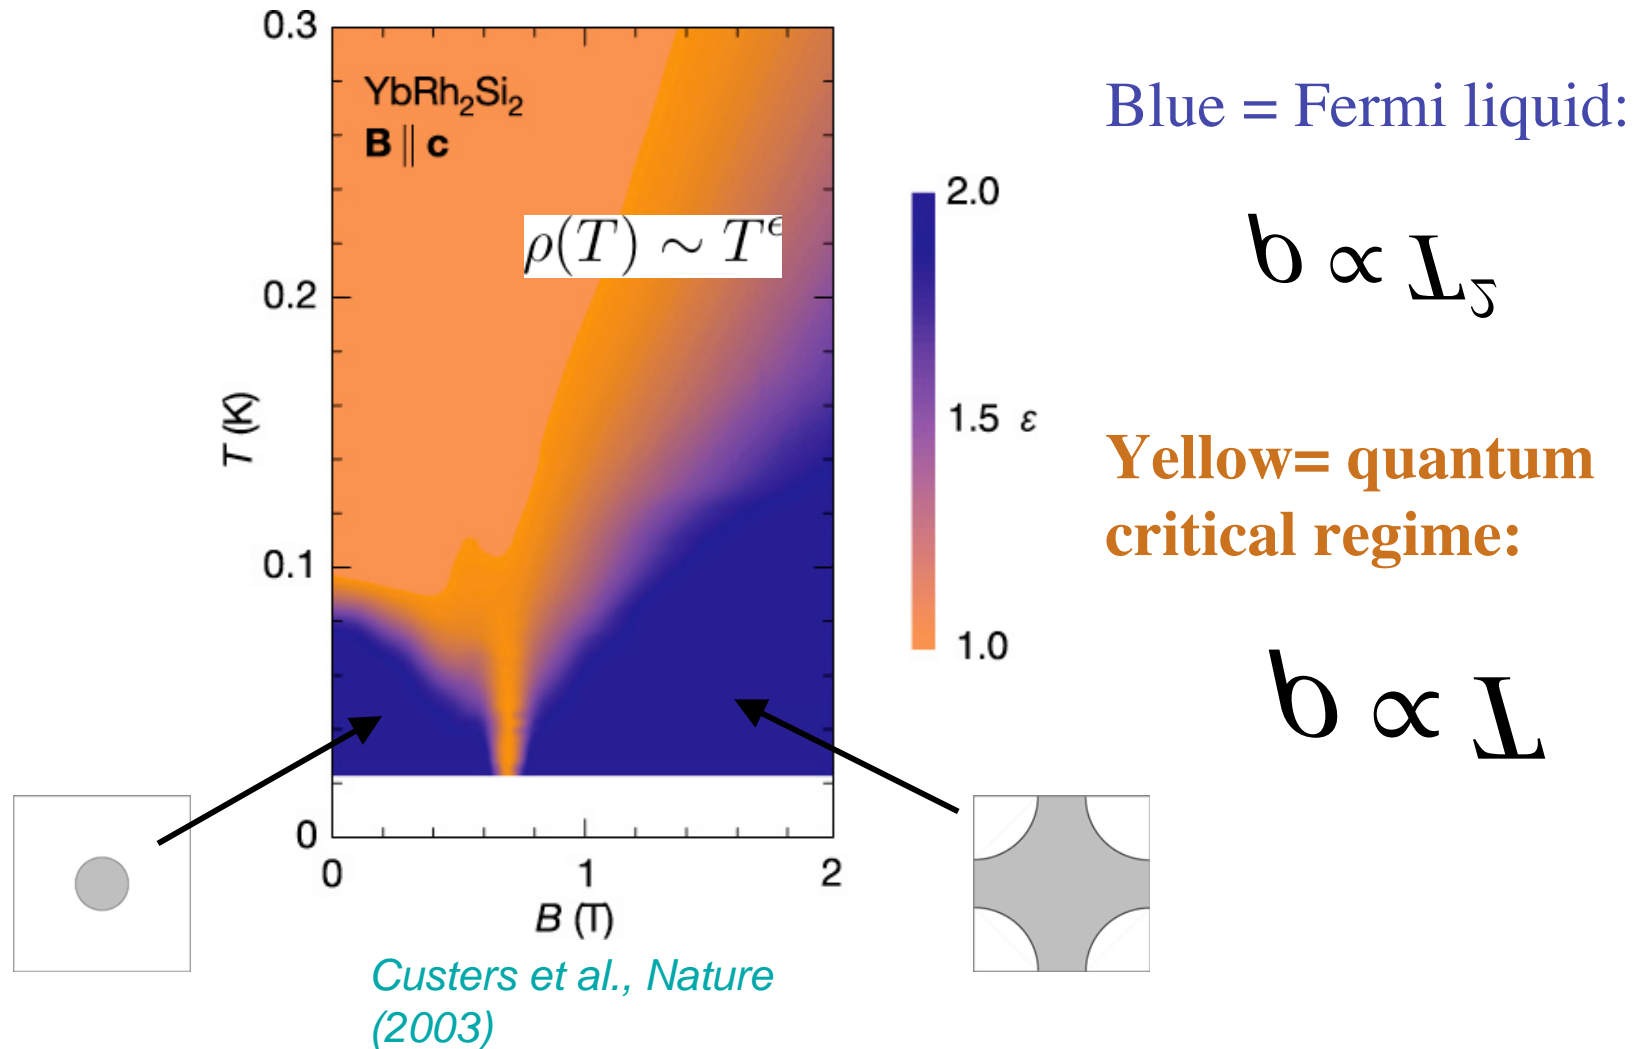 0.3
YbRh₂Si₂
B || c
ρ(T) ~ T^ϵ
0.2
T (K)
0.1
0
0
1
2
B (T)
Custers et al., Nature
(2003)
2.0
1.5 ε
1.0
Blue = Fermi liquid:
ρ ∝ T²
Yellow= quantum
critical regime:
ρ ∝ T